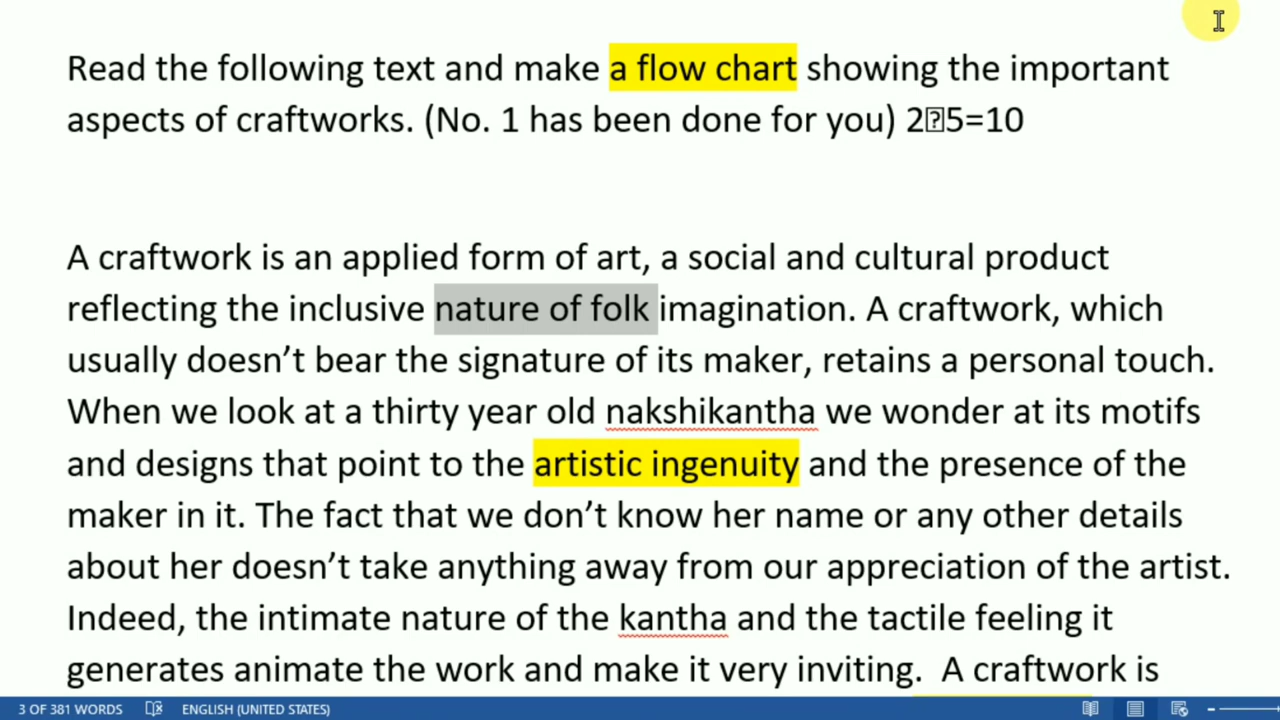 Read the following text and make a flow chart showing the important
aspects of craftworks. (No. 1 has been done for you) 2�5=10
A craftwork is an applied form of art, a social and cultural product
reflecting the inclusive nature of folk imagination. A craftwork, which
usually doesn’t bear the signature of its maker, retains a personal touch.
When we look at a thirty year old nakshikantha we wonder at its motifs
and designs that point to the artistic ingenuity and the presence of the
maker in it. The fact that we don’t know her name or any other details
about her doesn’t take anything away from our appreciation of the artist.
Indeed, the intimate nature of the kantha and the tactile feeling it
generates animate the work and make it very inviting. A craftwork is
3 OF 381 WORDS ENGLISH (UNITED STATES)